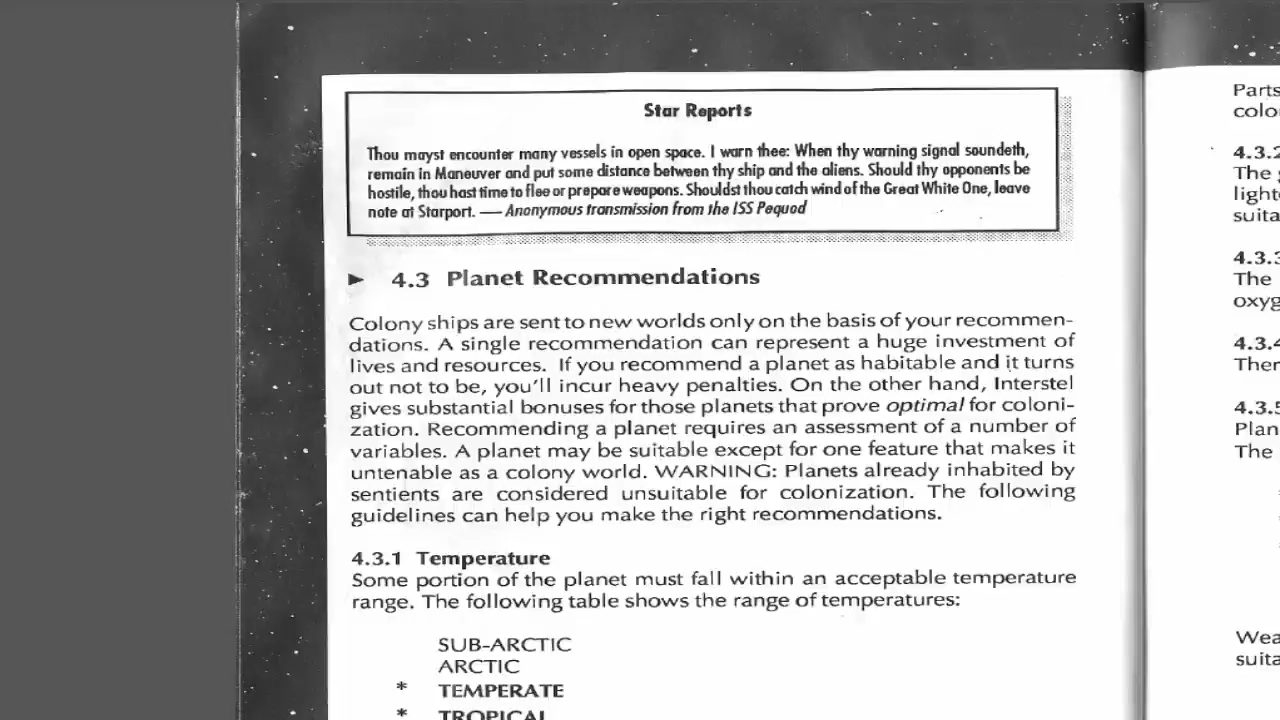 Star Reports
Thou mayst encounter many vessels in open space. I warn thee: When thy warning signal soundeth,
remain in Maneuver and put some distance between thy ship and the aliens. Should thy opponents be
hostile, thou hast time to flee or prepare weapons. Shouldst thou catch wind of the Great White One, leave
note at Starport. — Anonymous transmission from the ISS Pequod
► 4.3 Planet Recommendations
Colony ships are sent to new worlds only on the basis of your recommen-
dations. A single recommendation can represent a huge investment of
lives and resources. If you recommend a planet as habitable and it turns
out not to be, you'll incur heavy penalties. On the other hand, Interstel
gives substantial bonuses for those planets that prove optimal for coloni-
zation. Recommending a planet requires an assessment of a number of
variables. A planet may be suitable except for one feature that makes it
untenable as a colony world. WARNING: Planets already inhabited by
sentients are considered unsuitable for colonization. The following
guidelines can help you make the right recommendations.
4.3.1 Temperature
Some portion of the planet must fall within an acceptable temperature
range. The following table shows the range of temperatures:
SUB-ARCTIC
ARCTIC
* TEMPERATE
* TROPICAL
Parts
4.3.2
The
4.3.3
The
4.3.4
4.3.5
The